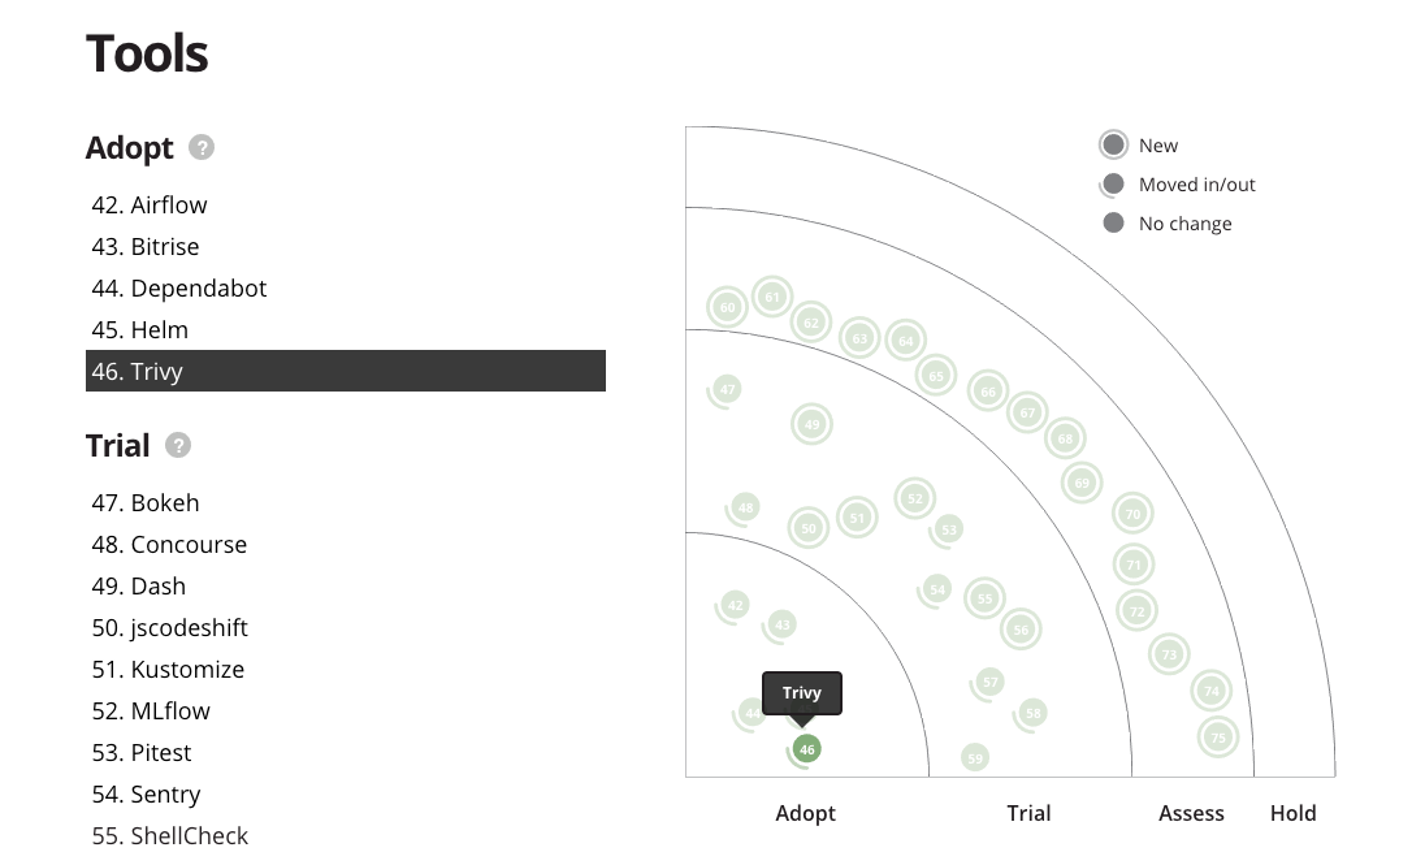 Tools
Adopt ?
42. Airflow
43. Bitrise
44. Dependabot
45. Helm
46. Trivy
Trial ?
47. Bokeh
48. Concourse
49. Dash
50. jscodeshift
51. Kustomize
52. MLflow
53. Pitest
54. Sentry
55. ShellCheck
New
Moved in/out
No change
61
60
62
63
64
65
66
67
68
69
70
71
72
73
74
75
47
49
48
50
51
52
53
54
55
56
57
58
59
42
43
Trivy
44
46
Adopt Trial Assess Hold